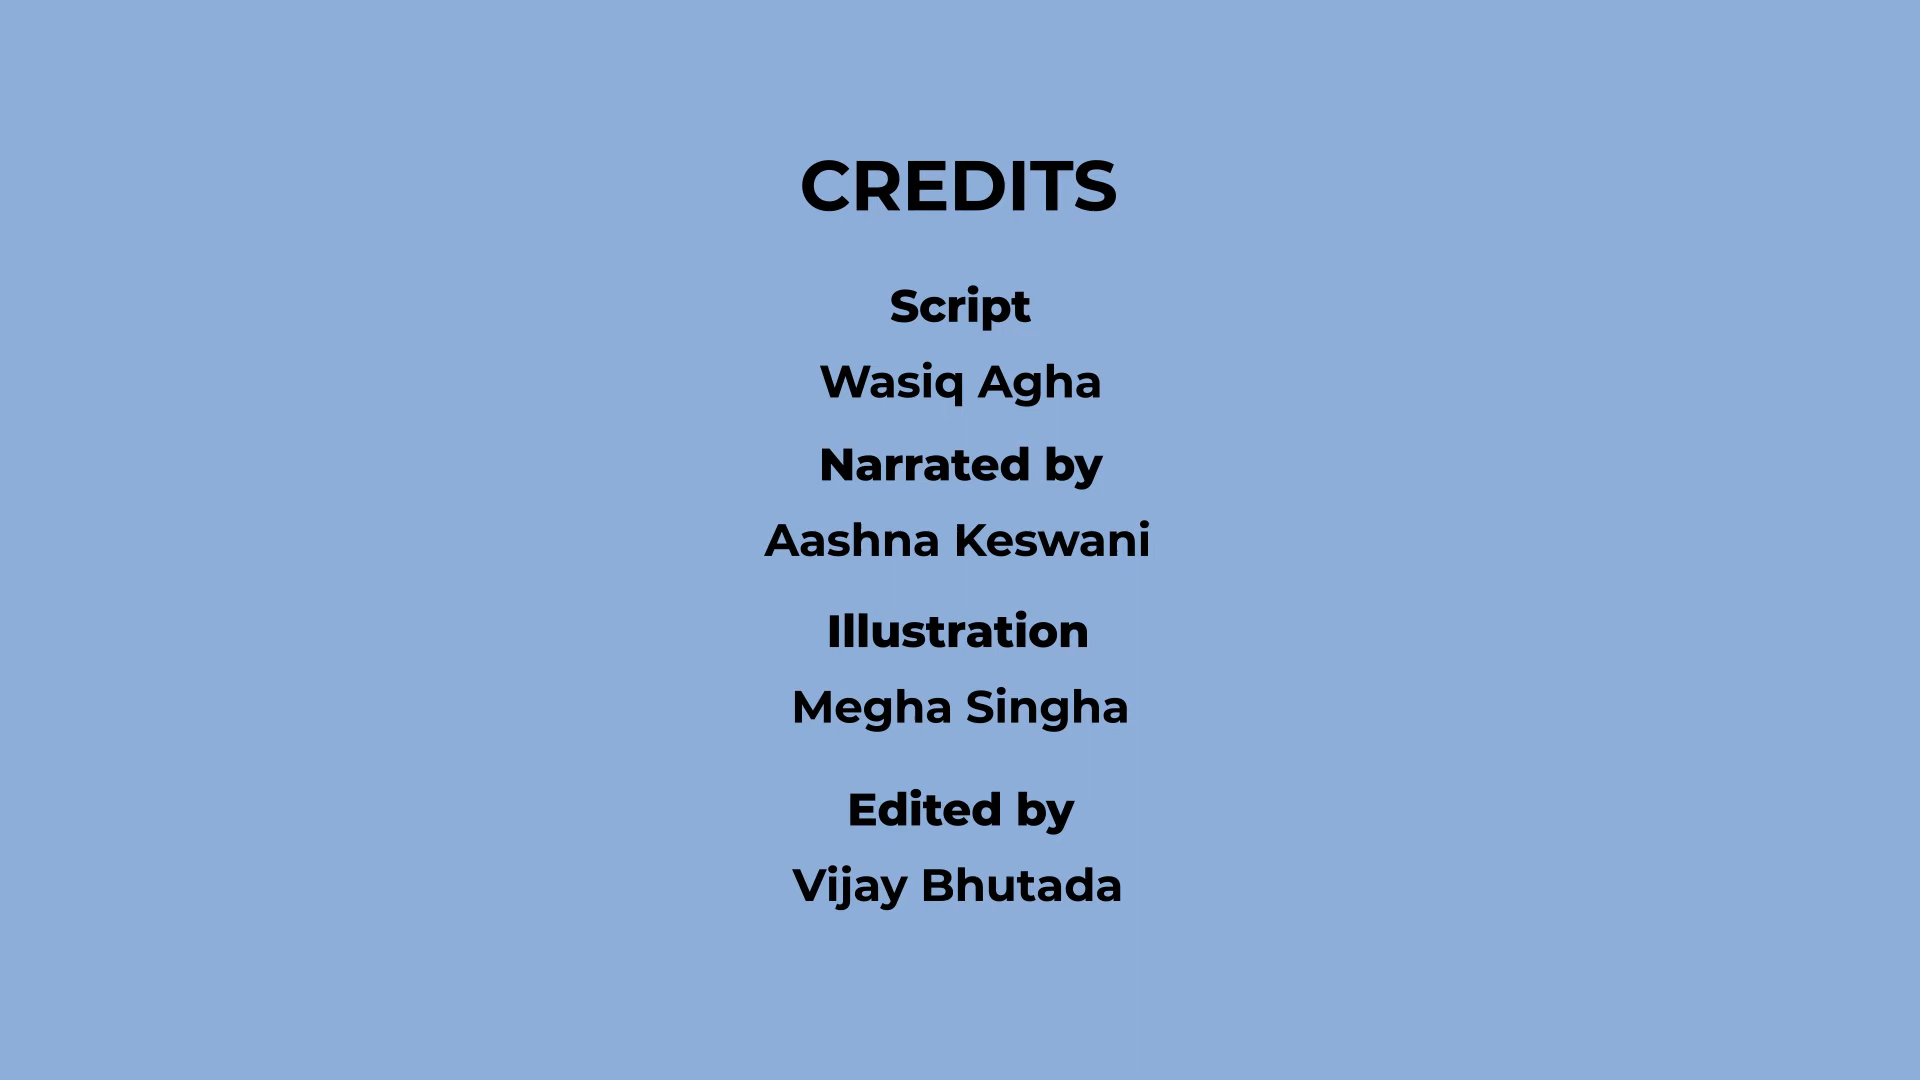 CREDITS
Script
Wasiq Agha
Narrated by
Aashna Keswani
Illustration
Megha Singha
Edited by
Vijay Bhutada